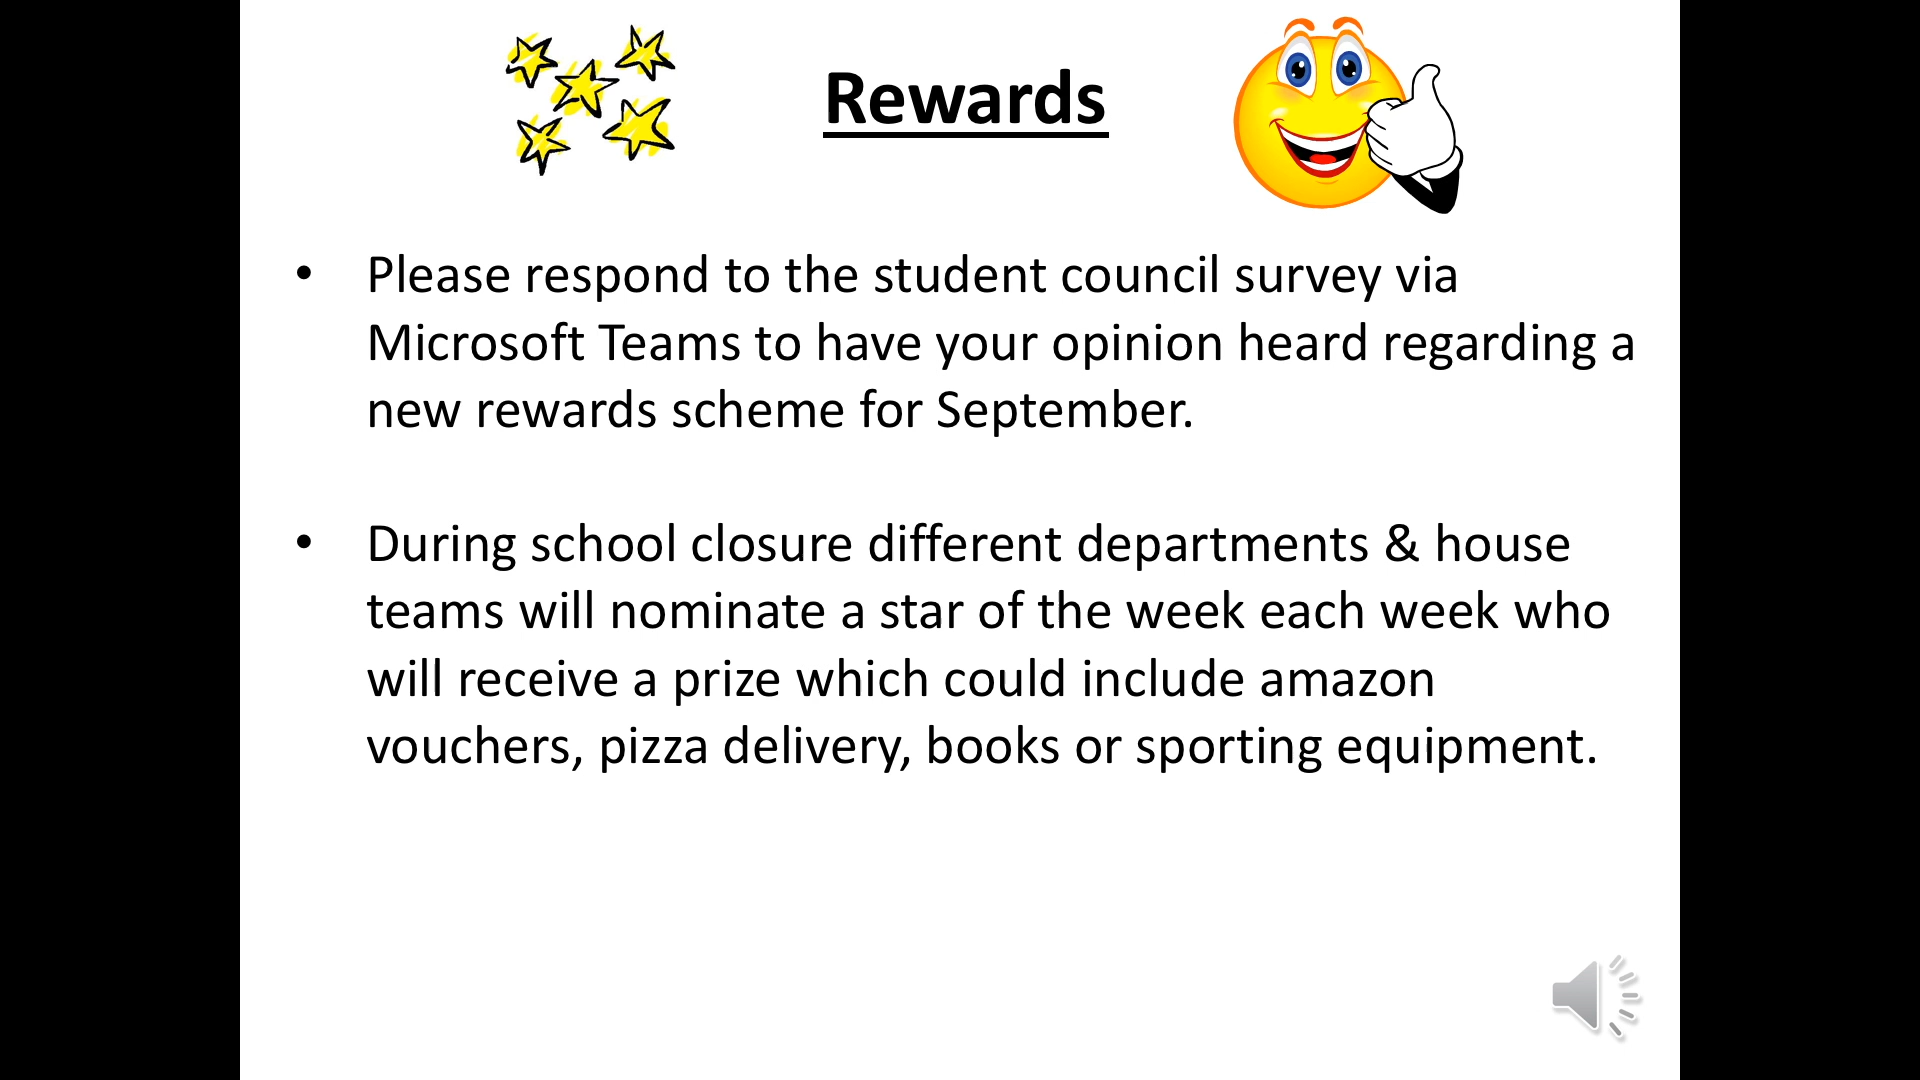 Rewards
• Please respond to the student council survey via
Microsoft Teams to have your opinion heard regarding a
new rewards scheme for September.
• During school closure different departments & house
teams will nominate a star of the week each week who
will receive a prize which could include amazon
vouchers, pizza delivery, books or sporting equipment.